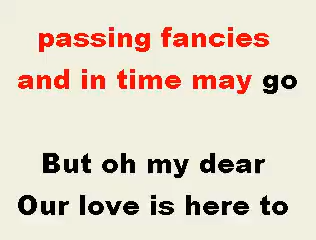 passing fancies
and in time may go
But oh my dear
Our love is here to